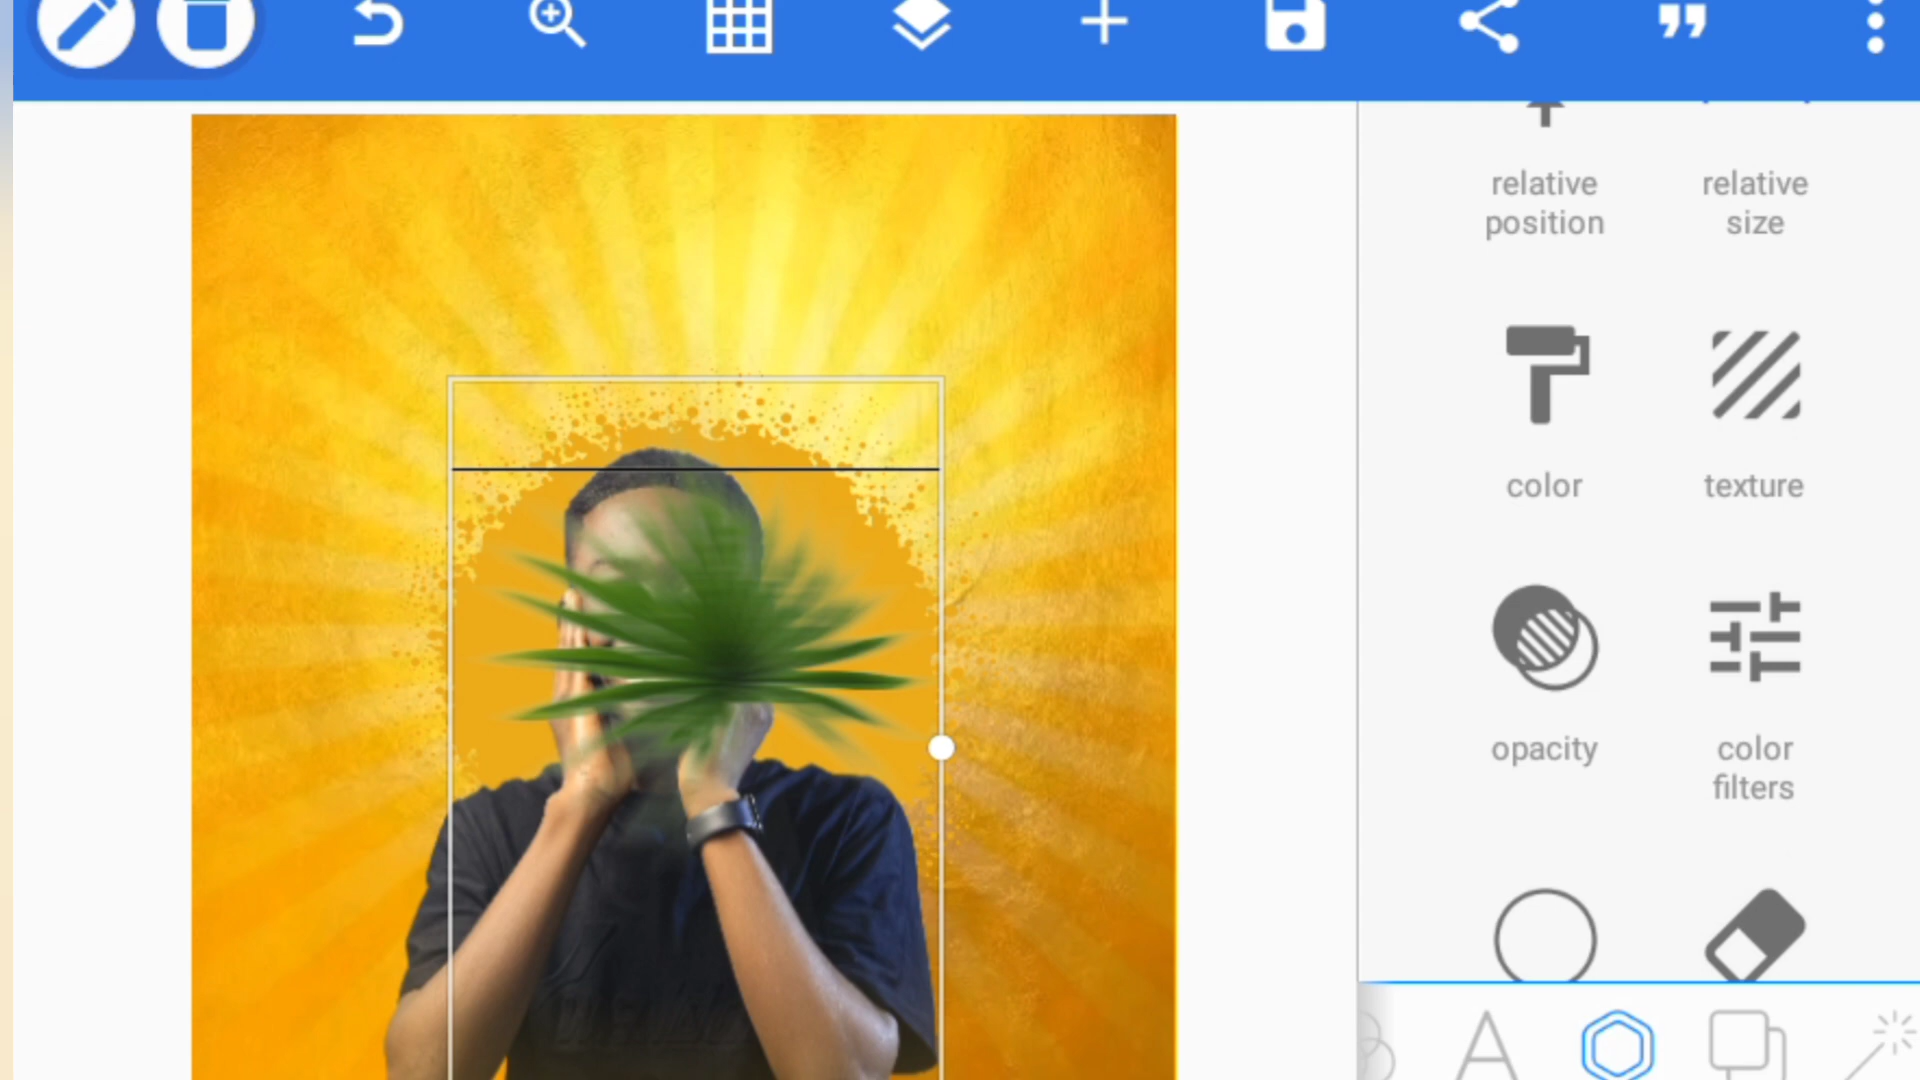 relative
position
relative
size
color
texture
opacity
color
filters